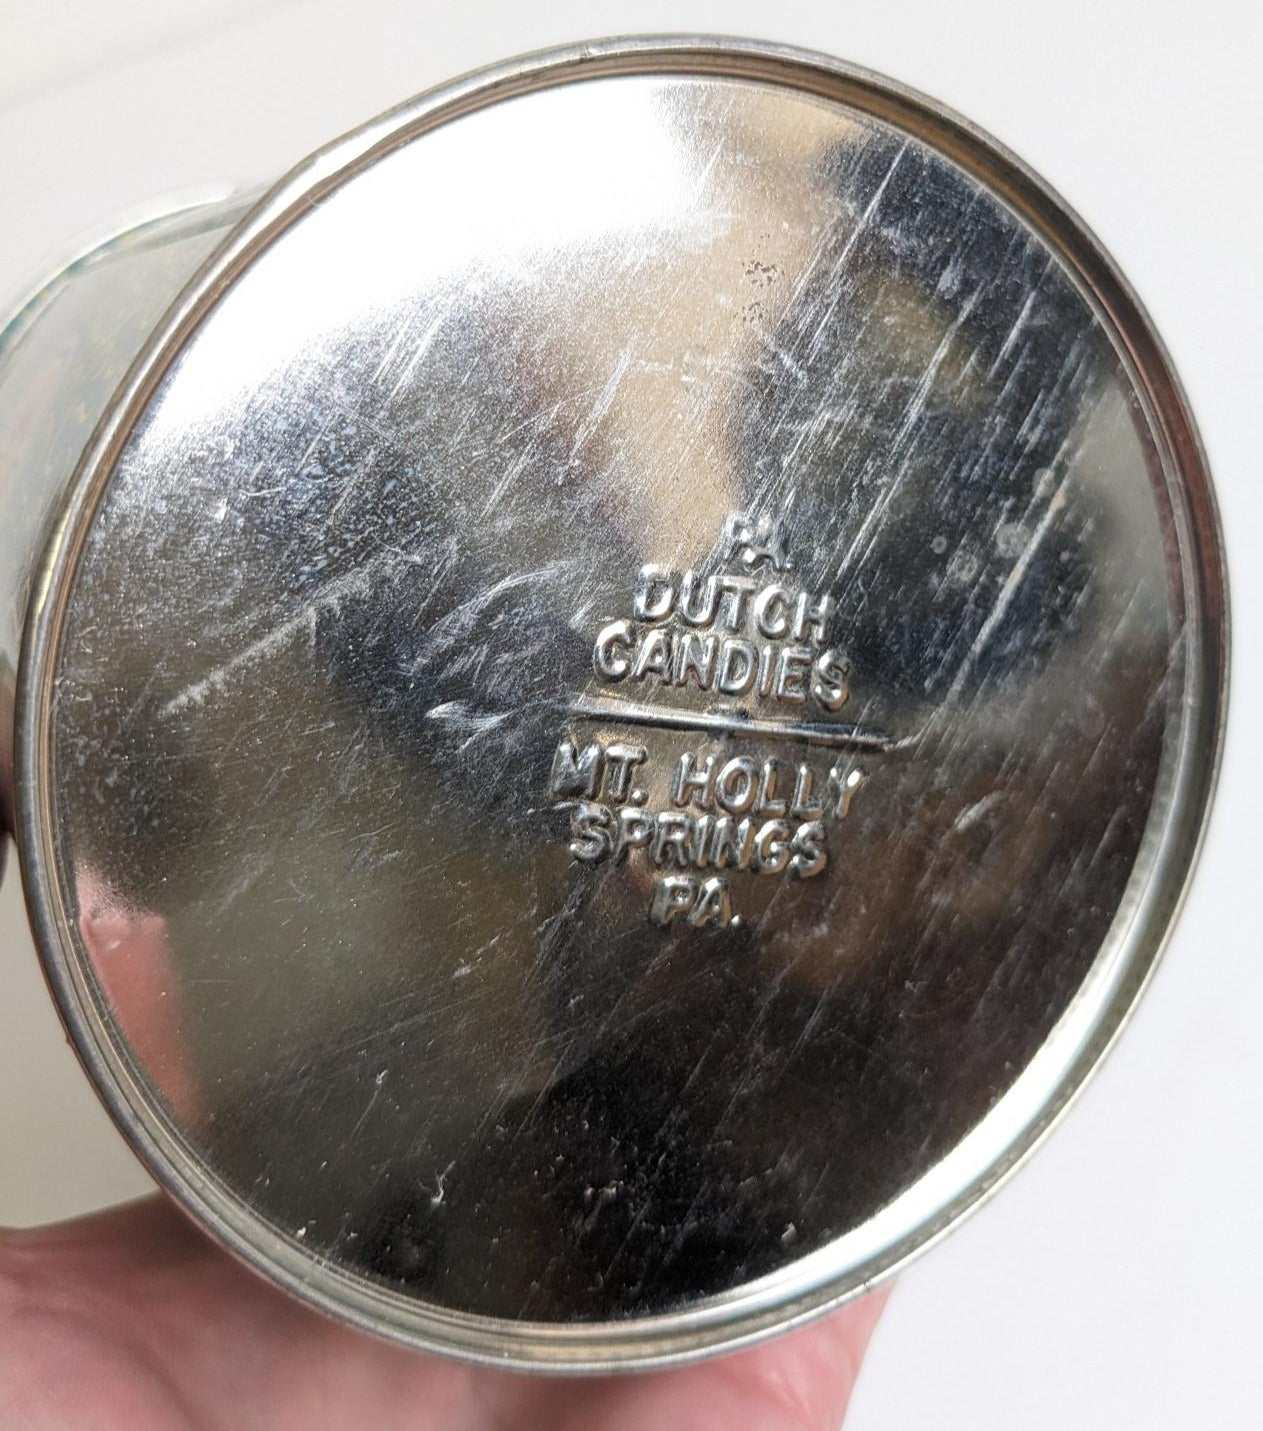 PA.
DUTCH
CANDIES
MT. HOLLY
SPRINGS
PA.